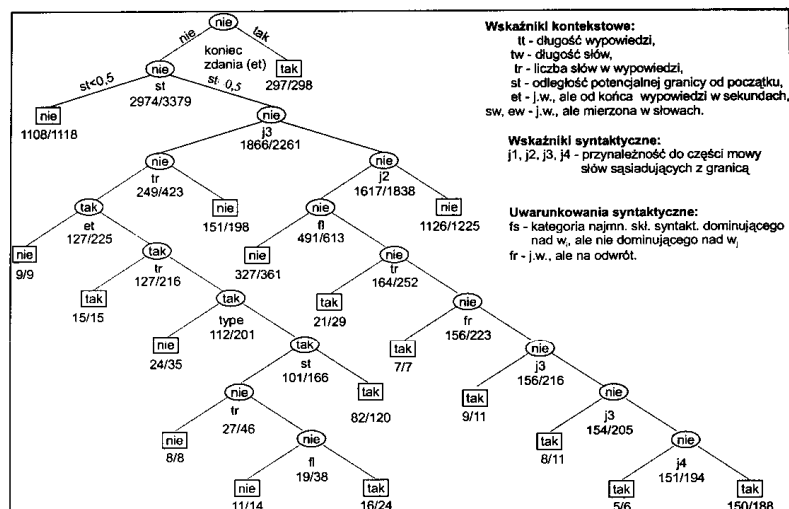 nie
nie
tak
koniec
zdania (et)
Wskaźniki kontekstowe:
tt - długość wypowiedzi,
tw - długość słów,
tr - liczba słów w wypowiedzi,
st - odległość potencjalnej granicy od początku,
et - j.w., ale od końca wypowiedzi w sekundach,
sw, ew - j.w., ale mierzona w słowach.
Wskaźniki syntaktyczne:
j1, j2, j3, j4 - przynależność do części mowy
słów sąsiadujących z granicą
Uwarunkowania syntaktyczne:
fs - kategoria najmn. skł. syntakt. dominującego
nad wi, ale nie dominującego nad wj
fr - j.w., ale na odwrót.
nie
st
2974/3379
tak
297/298
st<0,5
st 0,5
nie
1108/1118
nie
j3
1866/2261
nie
tr
249/423
nie
j2
1617/1838
tak
et
127/225
nie
151/198
nie
fl
491/613
nie
1126/1225
nie
9/9
tak
tr
127/216
nie
327/361
nie
tr
164/252
tak
15/15
tak
type
112/201
tak
21/29
nie
fr
156/223
nie
24/35
tak
st
101/166
tak
7/7
nie
j3
156/216
nie
tr
27/46
tak
82/120
tak
9/11
nie
j3
154/205
nie
8/8
nie
fl
19/38
tak
8/11
nie
j4
151/194
nie
11/14
tak
16/24
tak
5/6
tak
150/188